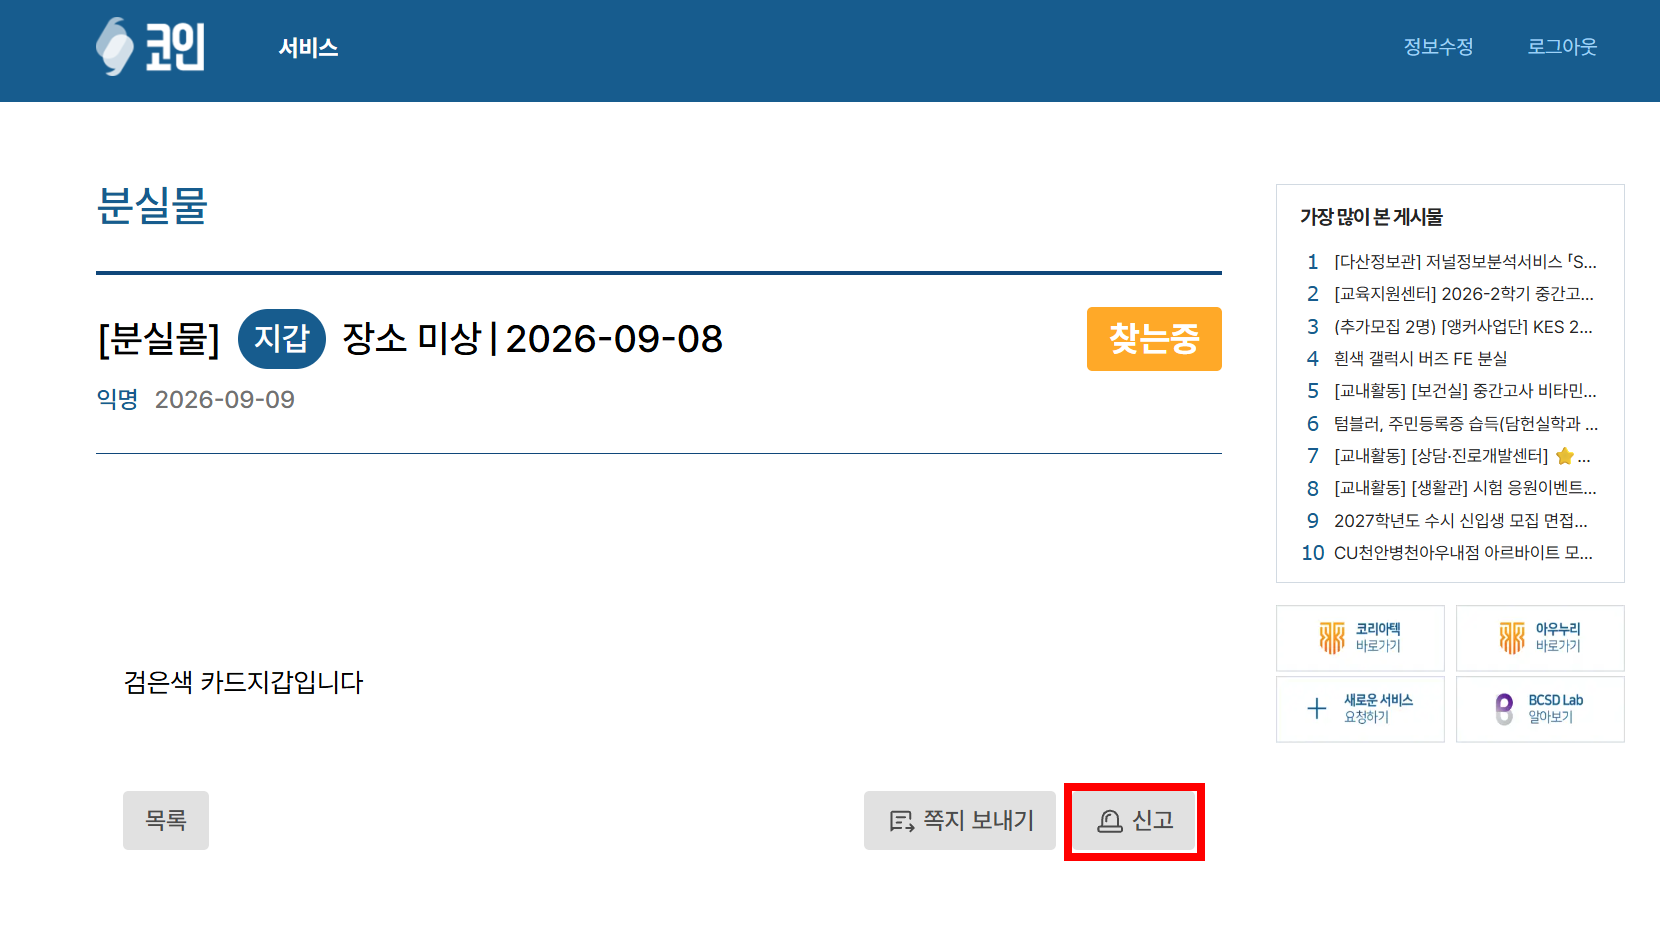 코인
서비스
정보수정
로그아웃
분실물
[분실물] 지갑 장소 미상 | 2026-09-08
찾는중
익명 2026-09-09
검은색 카드지갑입니다
목록
쪽지 보내기
신고
가장 많이 본 게시물
1 [다산정보관] 저널정보분석서비스 「S...
2 [교육지원센터] 2026-2학기 중간고...
3 (추가모집 2명) [앵커사업단] KES 2...
4 흰색 갤럭시 버즈 FE 분실
5 [교내활동] [보건실] 중간고사 비타민...
6 텀블러, 주민등록증 습득(담헌실학과 ...
7 [교내활동] [상담·진로개발센터] ⭐...
8 [교내활동] [생활관] 시험 응원이벤트...
9 2027학년도 수시 신입생 모집 면접...
10 CU천안병천아우내점 아르바이트 모...
코리아텍
바로가기
아우누리
바로가기
새로운 서비스
요청하기
BCSD Lab
알아보기